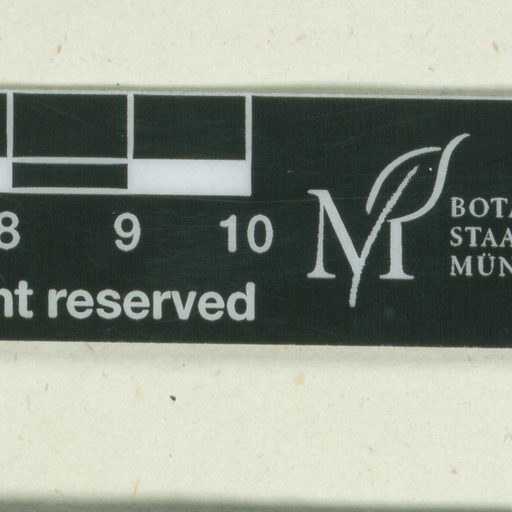 8 9 10
nt reserved
M
BOTA
STAA
MÜN